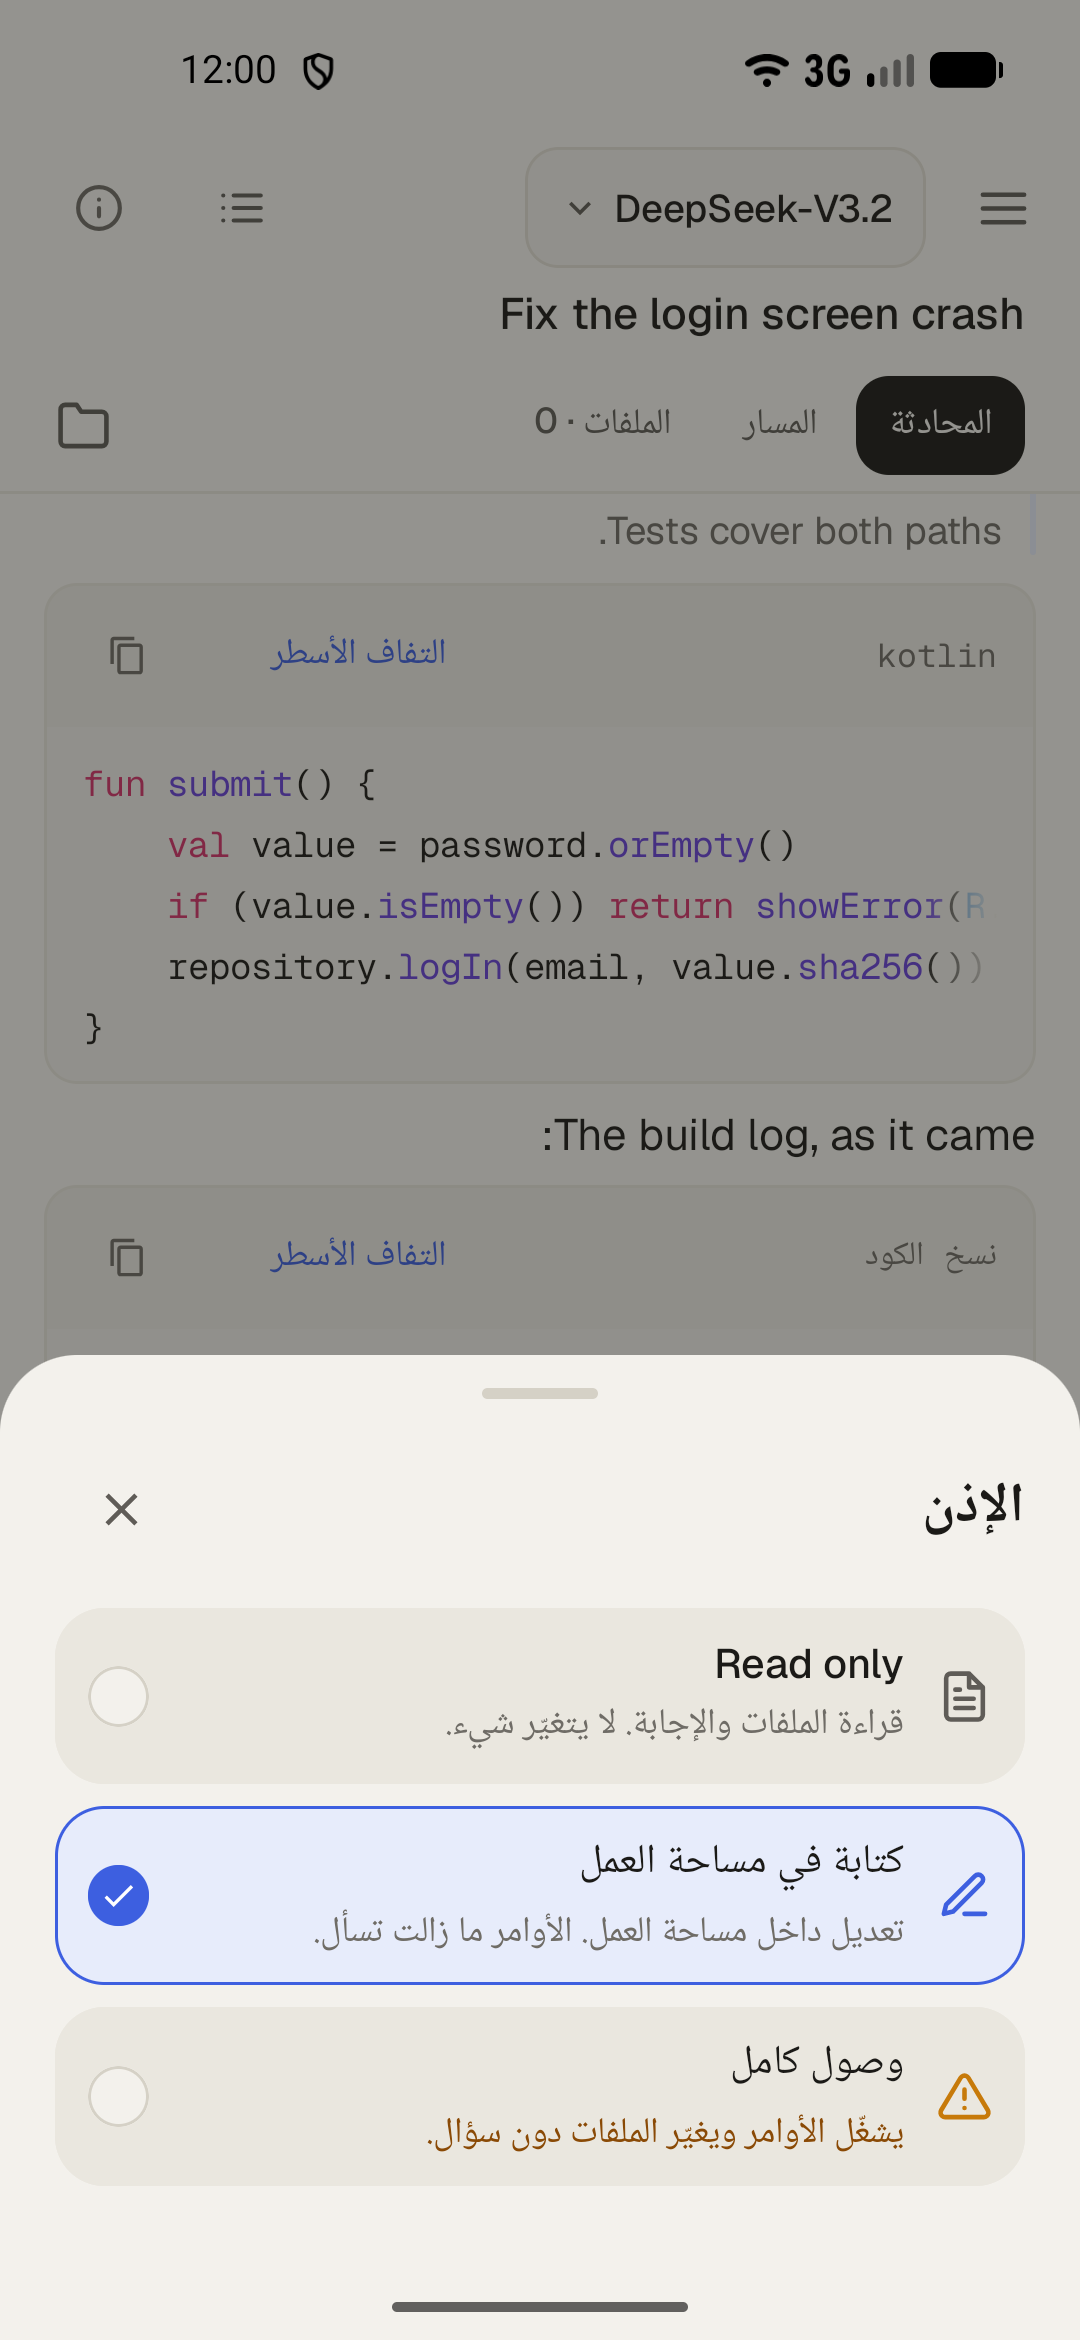 12:00
3G
DeepSeek-V3.2
Fix the login screen crash
المحادثة
المسار
الملفات · 0
Tests cover both paths.
kotlin
التفاف الأسطر
fun submit() {
    val value = password.orEmpty()
    if (value.isEmpty()) return showError(R
    repository.logIn(email, value.sha256())
}
The build log, as it came:
نسخ الكود
التفاف الأسطر
الإذن
Read only
قراءة الملفات والإجابة. لا يتغيّر شيء.
كتابة في مساحة العمل
تعديل داخل مساحة العمل. الأوامر ما زالت تسأل.
وصول كامل
يشغّل الأوامر ويغيّر الملفات دون سؤال.